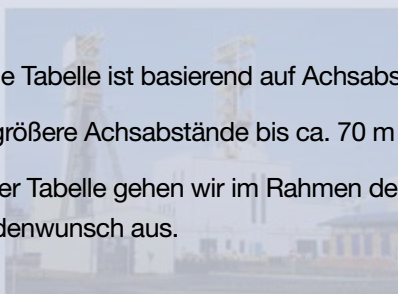 e Tabelle ist basierend auf Achsabs
größere Achsabstände bis ca. 70 m
er Tabelle gehen wir im Rahmen de
denwunsch aus.